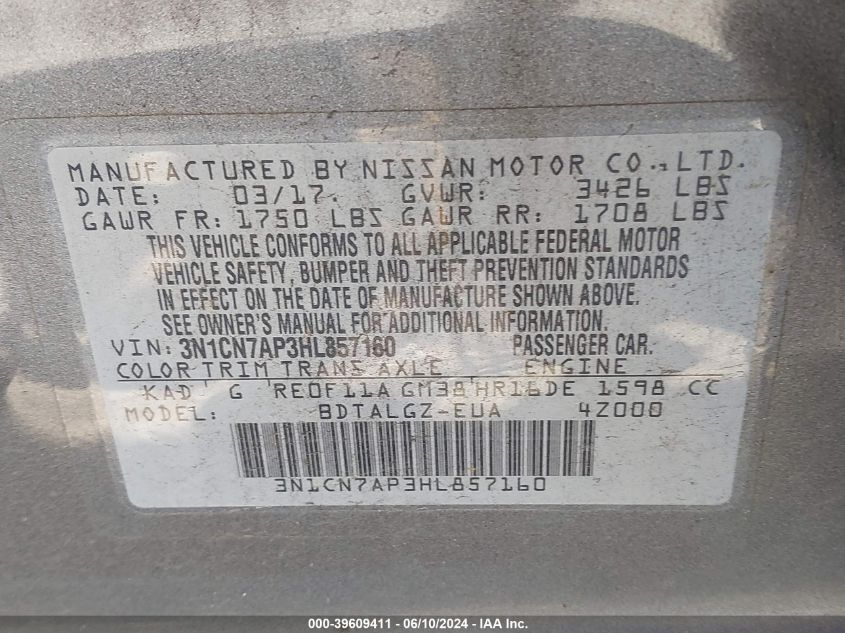 MANUFACTURED BY NISSAN MOTOR CO., LTD.
DATE: 03/17. GVWR: 3426 LBS
GAWR FR: 1750 LBS GAWR RR: 1708 LBS
THIS VEHICLE CONFORMS TO ALL APPLICABLE FEDERAL MOTOR
VEHICLE SAFETY, BUMPER AND THEFT PREVENTION STANDARDS
IN EFFECT ON THE DATE OF MANUFACTURE SHOWN ABOVE.
SEE OWNER'S MANUAL FOR ADDITIONAL INFORMATION.
VIN: 3N1CN7AP3HL857160 PASSENGER CAR.
COLOR TRIM TRANS AXLE ENGINE
KAD G RE0F11A GM38 HR16DE 1598 CC
MODEL: BDTALGZ-EUA 4Z000
3N1CN7AP3HL857160
000-39609411 - 06/10/2024 - IAA Inc.